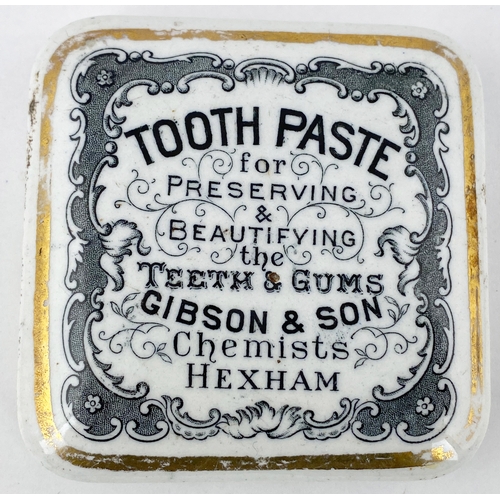 TOOTH PASTE
for
PRESERVING
&
BEAUTIFYING
the
TEETH & GUMS
GIBSON & SON
Chemists
HEXHAM